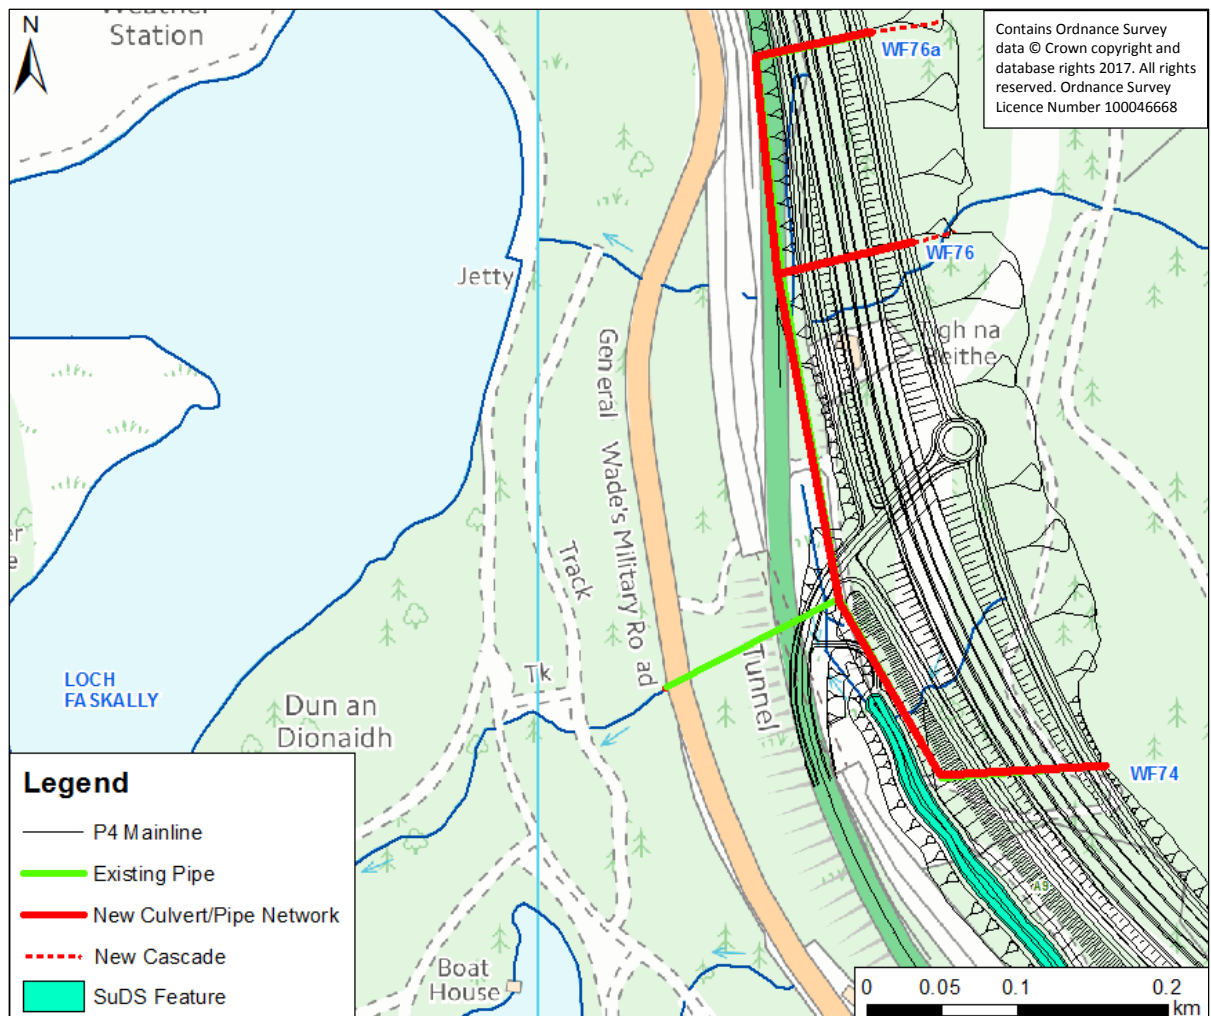 N
Station
Contains Ordnance Survey
data © Crown copyright and
database rights 2017. All rights
reserved. Ordnance Survey
Licence Number 100046668
WF76a
WF76
Jetty
Tigh na
Beithe
General Wade's Military Road
Track
Tunnel
Tk
LOCH
FASKALLY
Dun an
Dionaidh
WF74
A9
Boat
House
Legend
P4 Mainline
Existing Pipe
New Culvert/Pipe Network
New Cascade
SuDS Feature
0 0.05 0.1 0.2
km